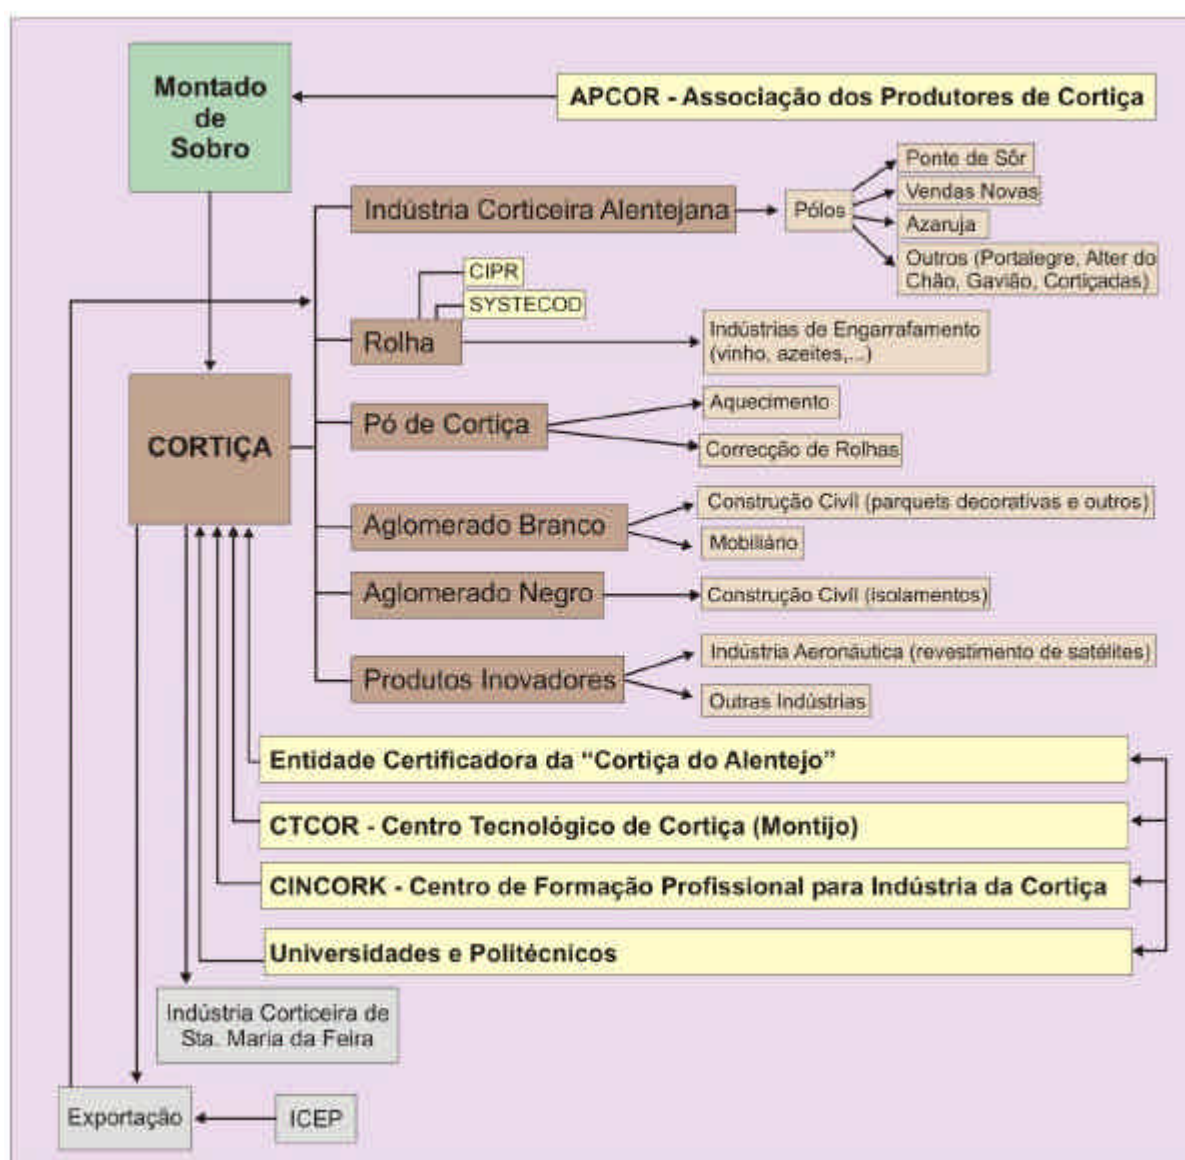 Montado
de
Sobro
APCOR - Associação dos Produtores de Cortiça
Indústria Corticeira Alentejana
Pólos
Ponte de Sôr
Vendas Novas
Azaruja
Outros (Portalegre, Alter do
Chão, Gavião, Cortiçadas)
CIPR
SYSTECOD
Rolha
Indústrias de Engarrafamento
(vinho, azeites,...)
CORTIÇA
Pó de Cortiça
Aquecimento
Correcção de Rolhas
Aglomerado Branco
Construção Civil (parquets decorativas e outros)
Mobiliário
Aglomerado Negro
Construção Civil (isolamentos)
Produtos Inovadores
Indústria Aeronáutica (revestimento de satélites)
Outras Indústrias
Entidade Certificadora da “Cortiça do Alentejo”
CTCOR - Centro Tecnológico de Cortiça (Montijo)
CINCORK - Centro de Formação Profissional para Indústria da Cortiça
Universidades e Politécnicos
Indústria Corticeira de
Sta. Maria da Feira
Exportação
ICEP